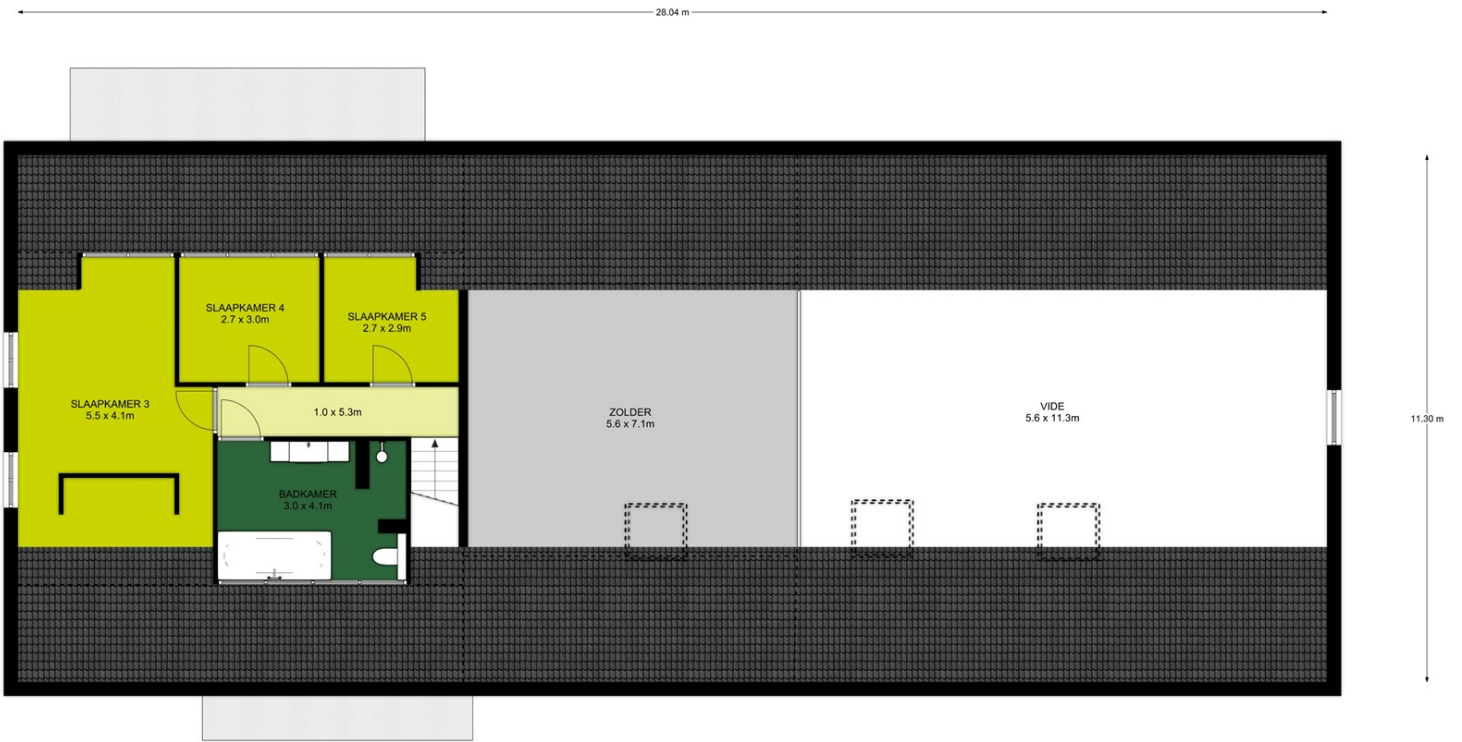 28.04 m
SLAAPKAMER 4
2.7 x 3.0m
SLAAPKAMER 5
2.7 x 2.9m
SLAAPKAMER 3
5.5 x 4.1m
1.0 x 5.3m
ZOLDER
5.6 x 7.1m
VIDE
5.6 x 11.3m
11.30 m
BADKAMER
3.0 x 4.1m